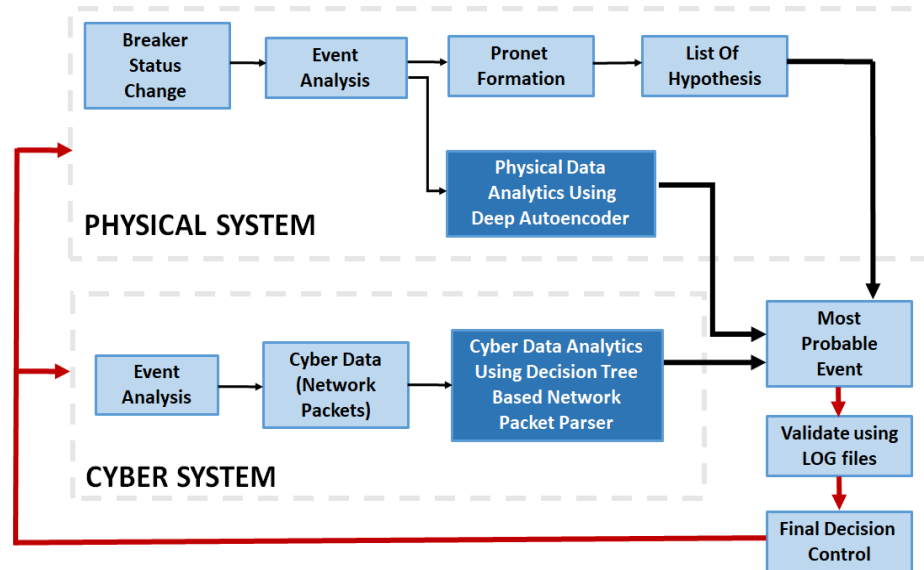 Breaker
Status
Change
Event
Analysis
Pronet
Formation
List Of
Hypothesis
Physical Data
Analytics Using
Deep Autoencoder
PHYSICAL SYSTEM
Event
Analysis
Cyber Data
(Network
Packets)
Cyber Data Analytics
Using Decision Tree
Based Network
Packet Parser
Most
Probable
Event
CYBER SYSTEM
Validate using
LOG files
Final Decision
Control